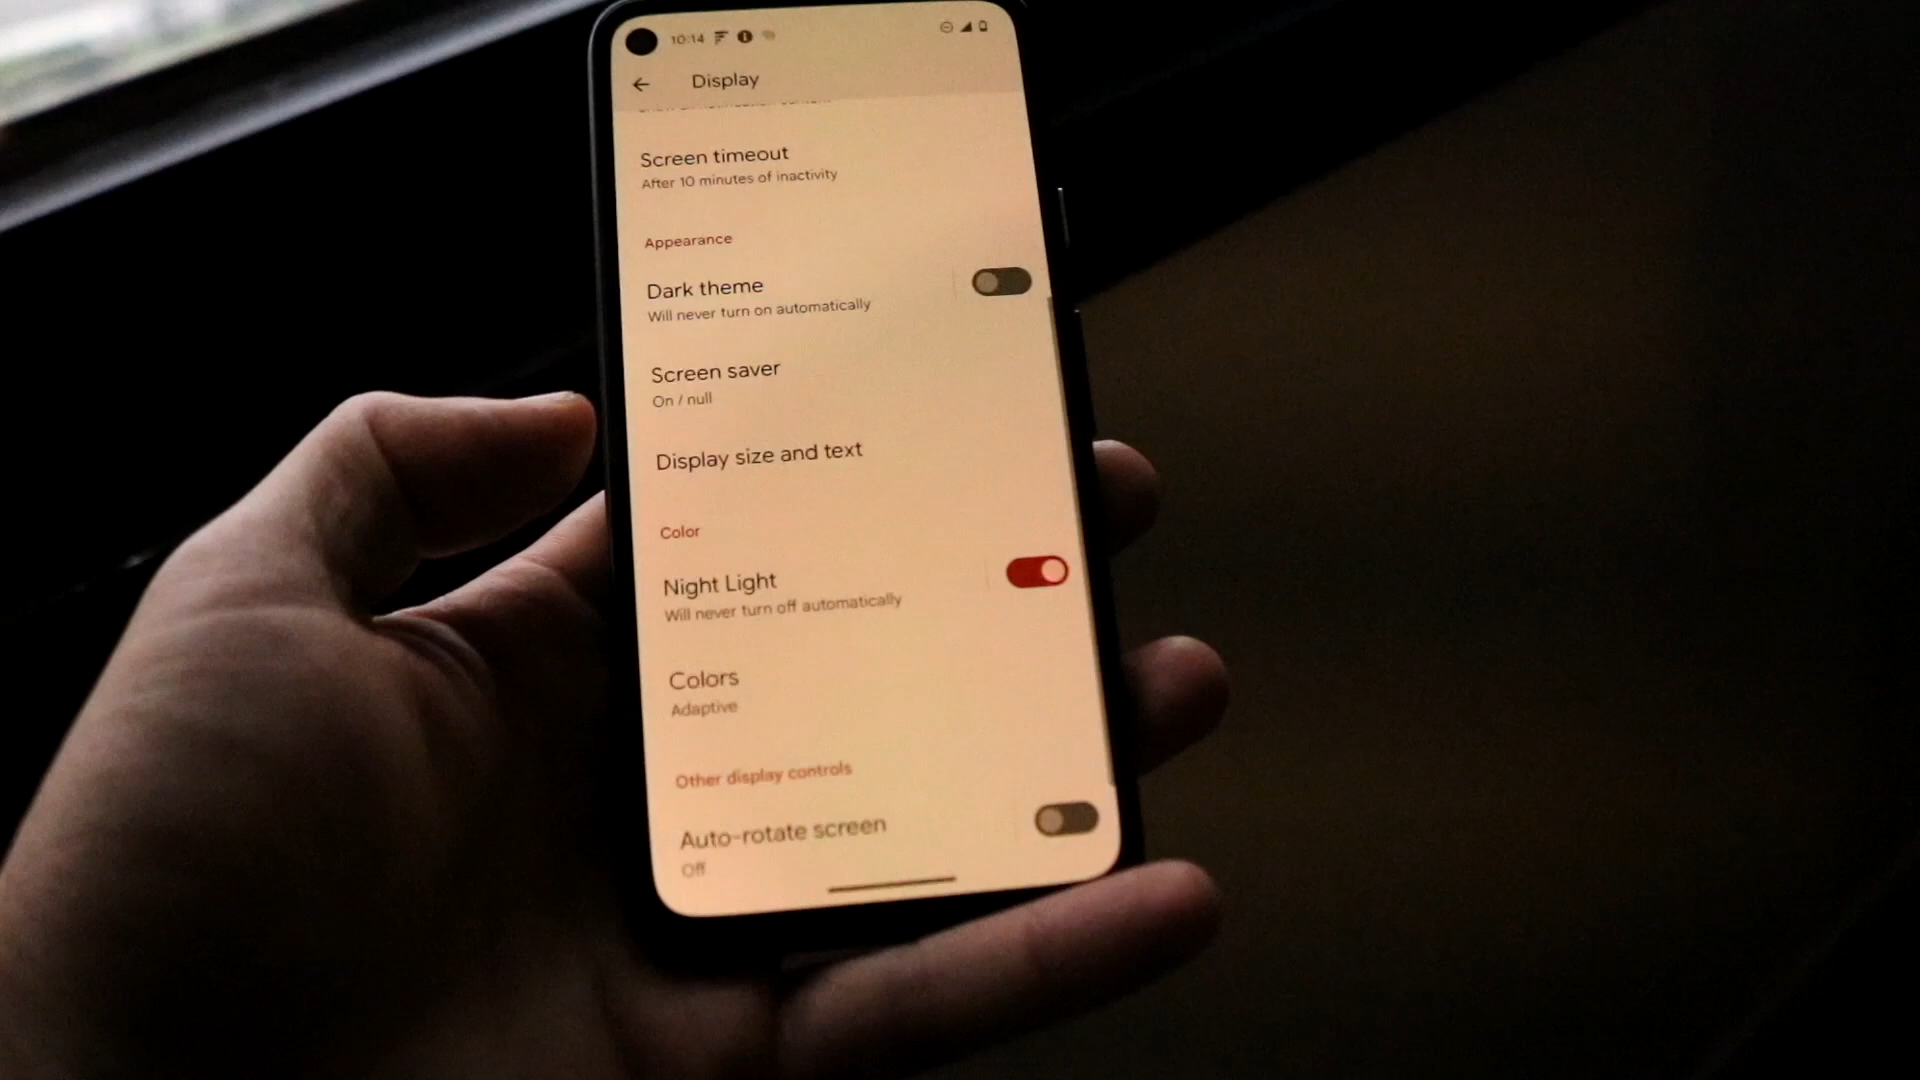 10:14
Display
Screen timeout
After 10 minutes of inactivity
Appearance
Dark theme
Will never turn on automatically
Screen saver
On / null
Display size and text
Color
Night Light
Will never turn off automatically
Colors
Adaptive
Other display controls
Auto-rotate screen
Off